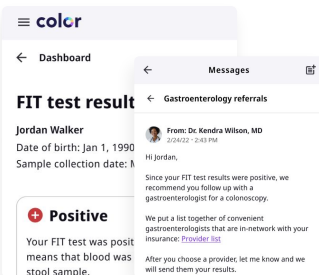 color
Dashboard
FIT test result
Jordan Walker
Date of birth: Jan 1, 1990
Sample collection date:
Positive
Your FIT test was posit
means that blood was
stool sample.
Messages
Gastroenterology referrals
From: Dr. Kendra Wilson, MD
2/24/22 · 2:43 PM
Hi Jordan,
Since your FIT test results were positive, we
recommend you follow up with a
gastroenterologist for a colonoscopy.
We put a list together of convenient
gastroenterologists that are in-network with your
insurance: Provider list
After you choose a provider, let me know and we
will send them your results.